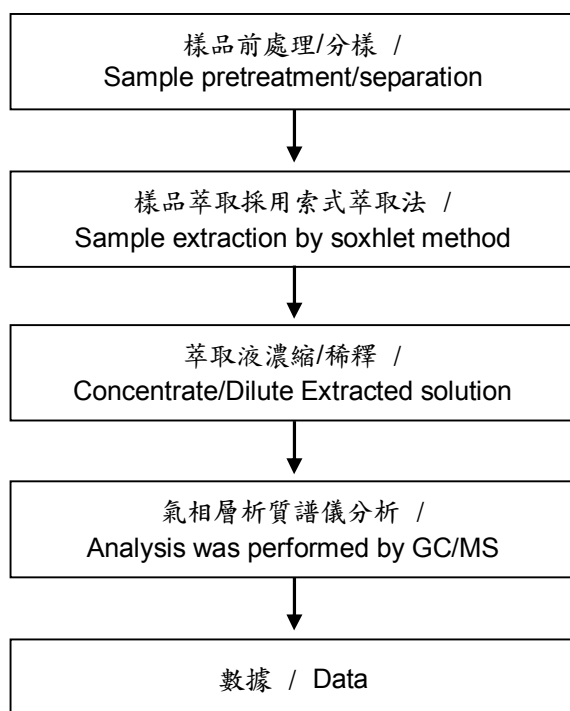 樣品前處理/分樣 /
Sample pretreatment/separation
樣品萃取採用索式萃取法 /
Sample extraction by soxhlet method
萃取液濃縮/稀釋 /
Concentrate/Dilute Extracted solution
氣相層析質譜儀分析 /
Analysis was performed by GC/MS
數據 / Data